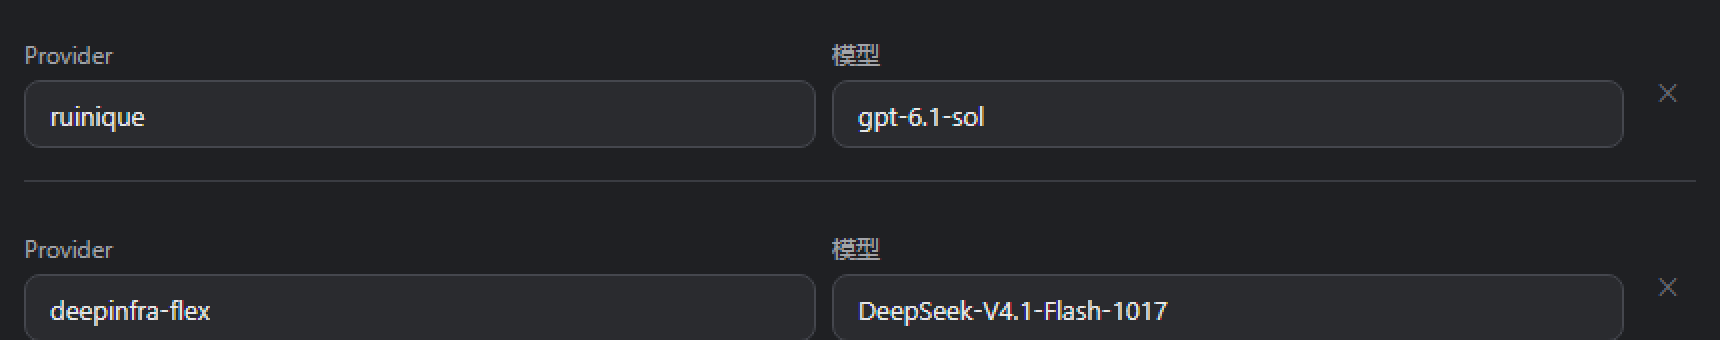 Provider 模型
ruinique gpt-6.1-sol
Provider 模型
deepinfra-flex DeepSeek-V4.1-Flash-1017